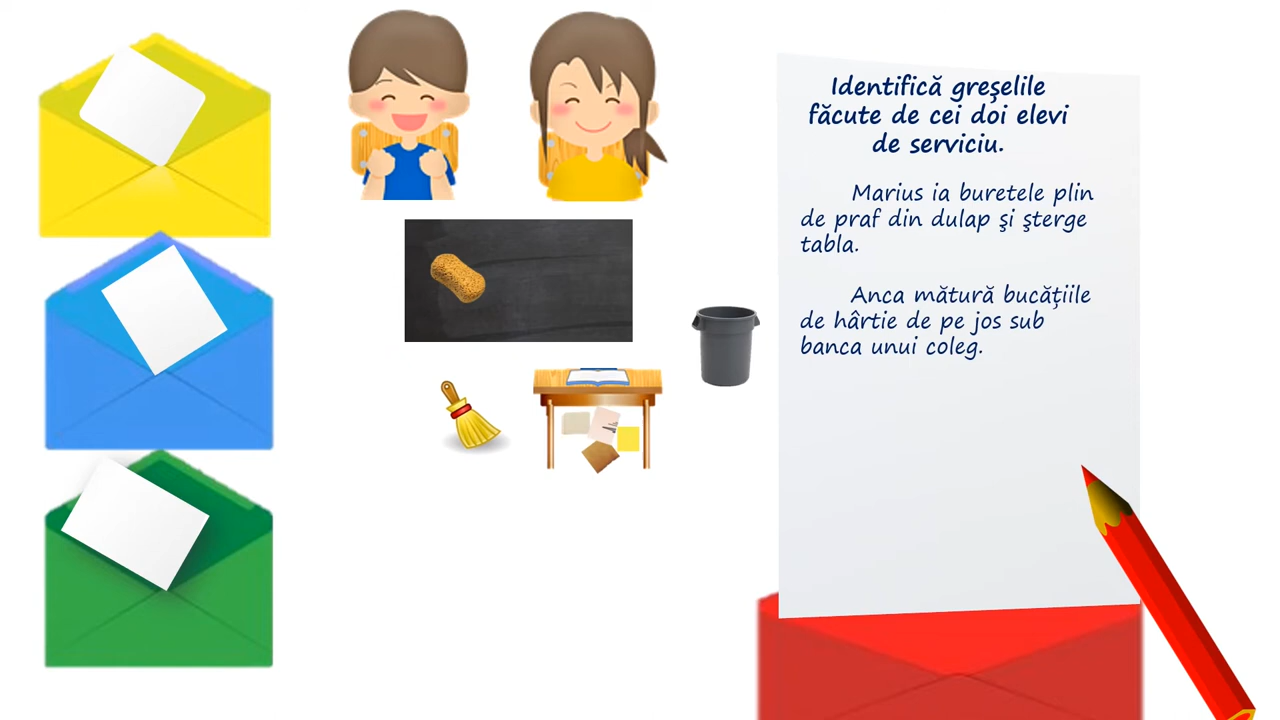 Identifică greşelile
făcute de cei doi elevi
de serviciu.
Marius ia buretele plin
de praf din dulap şi şterge
tabla.
Anca mătură bucăţiile
de hârtie de pe jos sub
banca unui coleg.